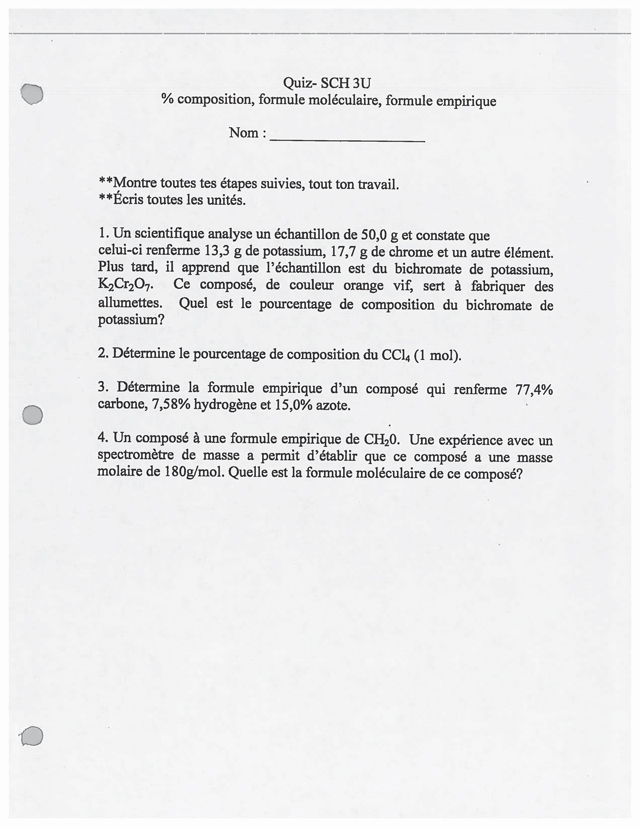 Quiz- SCH 3U
% composition, formule moléculaire, formule empirique
Nom : ____________________
**Montre toutes tes étapes suivies, tout ton travail.
**Écris toutes les unités.
1. Un scientifique analyse un échantillon de 50,0 g et constate que
celui-ci renferme 13,3 g de potassium, 17,7 g de chrome et un autre élément.
Plus tard, il apprend que l'échantillon est du bichromate de potassium,
K₂Cr₂O₇. Ce composé, de couleur orange vif, sert à fabriquer des
allumettes. Quel est le pourcentage de composition du bichromate de
potassium?
2. Détermine le pourcentage de composition du CCl₄ (1 mol).
3. Détermine la formule empirique d'un composé qui renferme 77,4%
carbone, 7,58% hydrogène et 15,0% azote.
4. Un composé à une formule empirique de CH₂0. Une expérience avec un
spectromètre de masse a permit d'établir que ce composé a une masse
molaire de 180g/mol. Quelle est la formule moléculaire de ce composé?